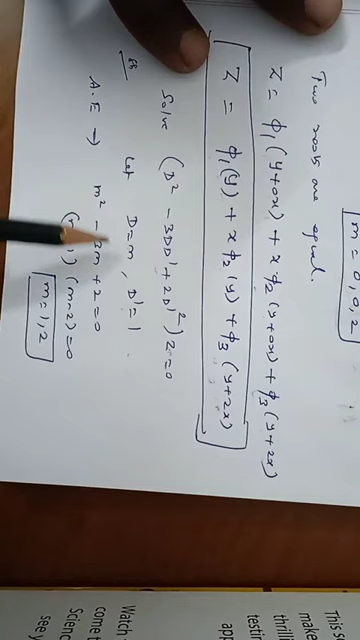 m = 0, 0, 2
Two roots are equal.
Z = ϕ₁(y+0x) + x ϕ₂(y+0x) + ϕ₃(y+2x)
Z = ϕ₁(y) + x ϕ₂(y) + ϕ₃(y+2x)
Solve (D² - 3DD' + 2D'²) Z = 0
Let D=m, D'=1.
A.E → m² - 3m + 2 = 0
1) (m-2) = 0
m = 1, 2
This
make
thrilli
testin
app
Watch
come t
Scienc
see y